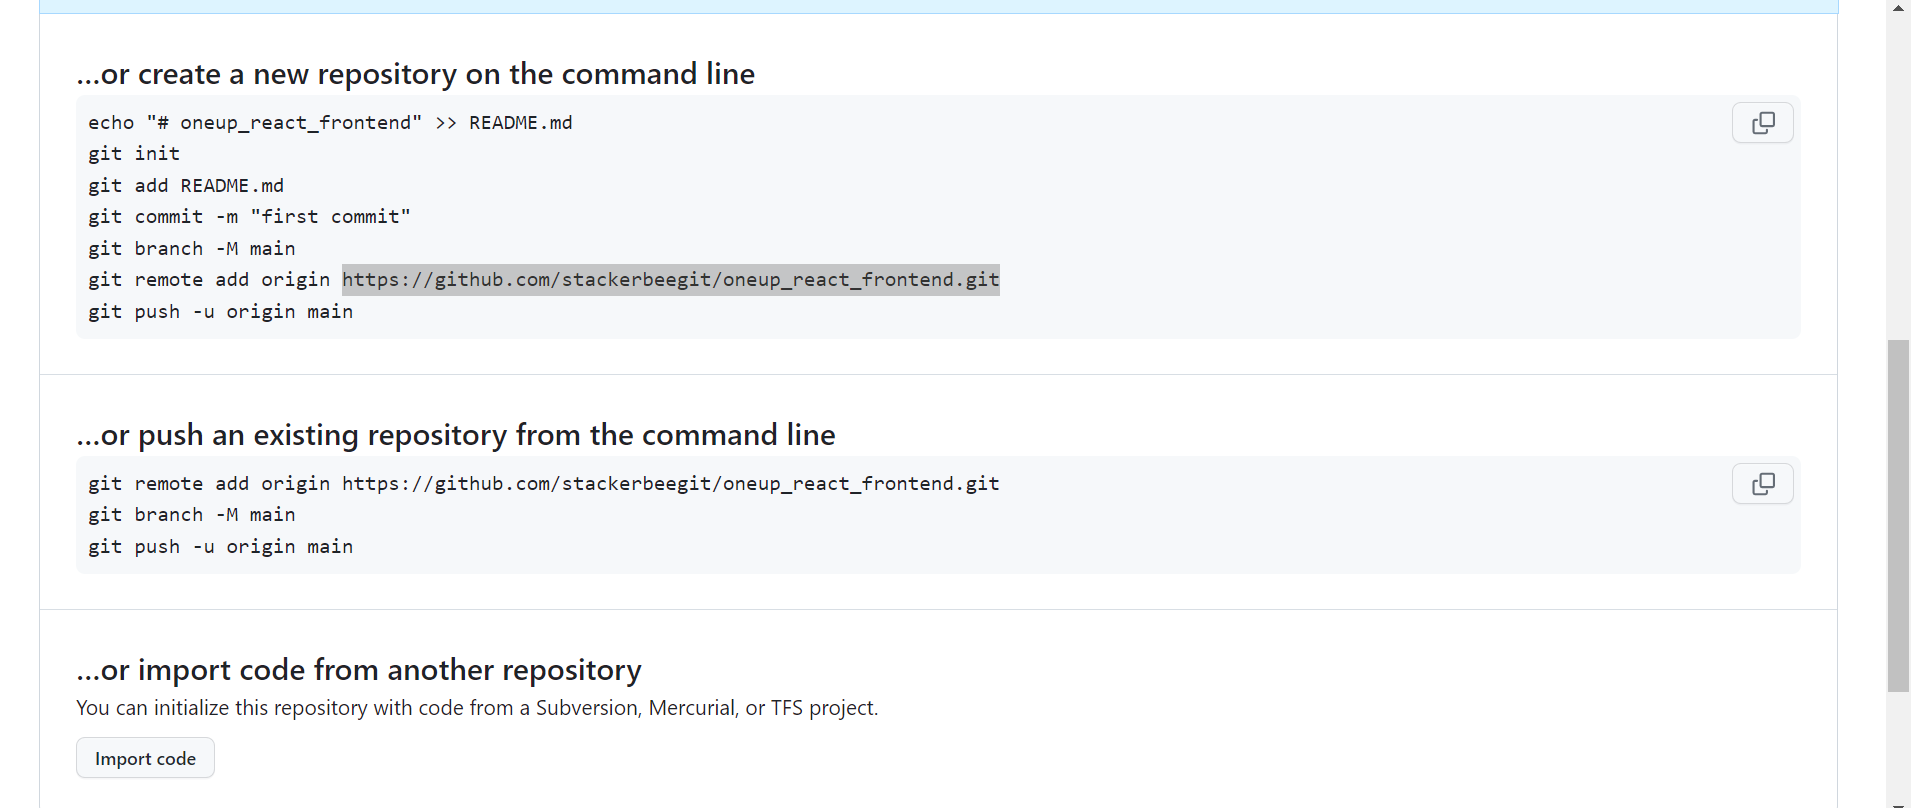 ...or create a new repository on the command line
echo "# oneup_react_frontend" >> README.md
git init
git add README.md
git commit -m "first commit"
git branch -M main
git remote add origin https://github.com/stackerbeegit/oneup_react_frontend.git
git push -u origin main
...or push an existing repository from the command line
git remote add origin https://github.com/stackerbeegit/oneup_react_frontend.git
git branch -M main
git push -u origin main
...or import code from another repository
You can initialize this repository with code from a Subversion, Mercurial, or TFS project.
Import code